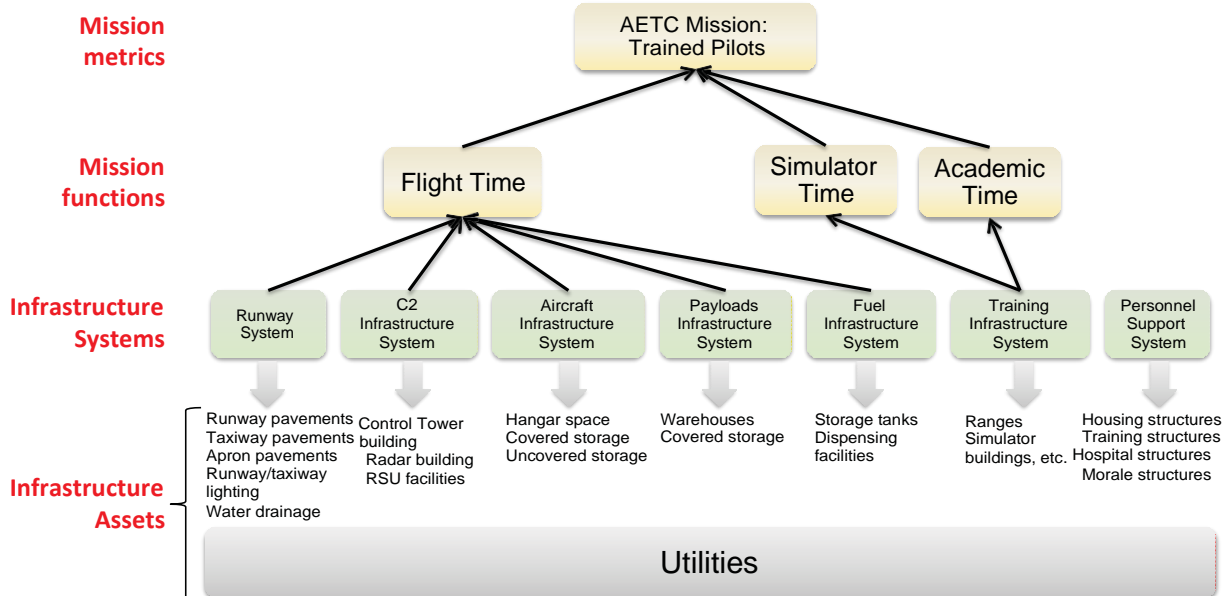 Mission
metrics
AETC Mission:
Trained Pilots
Mission
functions
Flight Time
Simulator
Time
Academic
Time
Infrastructure
Systems
Runway
System
C2
Infrastructure
System
Aircraft
Infrastructure
System
Payloads
Infrastructure
System
Fuel
Infrastructure
System
Training
Infrastructure
System
Personnel
Support
System
Infrastructure
Assets
Runway pavements
Taxiway pavements
Apron pavements
Runway/taxiway
lighting
Water drainage
Control Tower
building
Radar building
RSU facilities
Hangar space
Covered storage
Uncovered storage
Warehouses
Covered storage
Storage tanks
Dispensing
facilities
Ranges
Simulator
buildings, etc.
Housing structures
Training structures
Hospital structures
Morale structures
Utilities